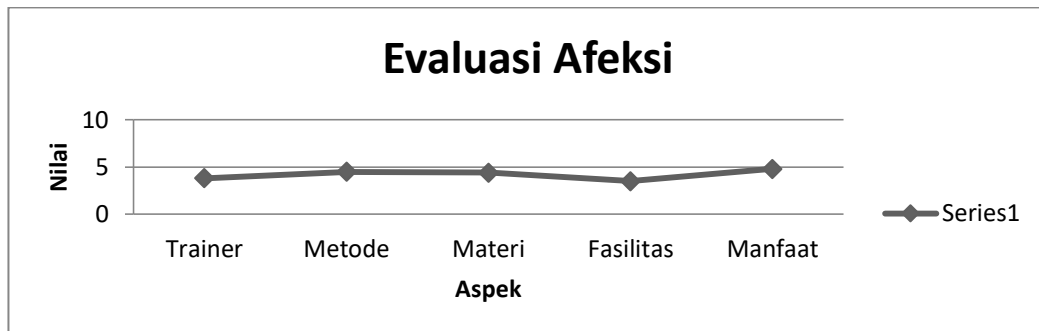 Evaluasi Afeksi
10
5
0
Nilai
Trainer Metode Materi Fasilitas Manfaat
Aspek
Series1